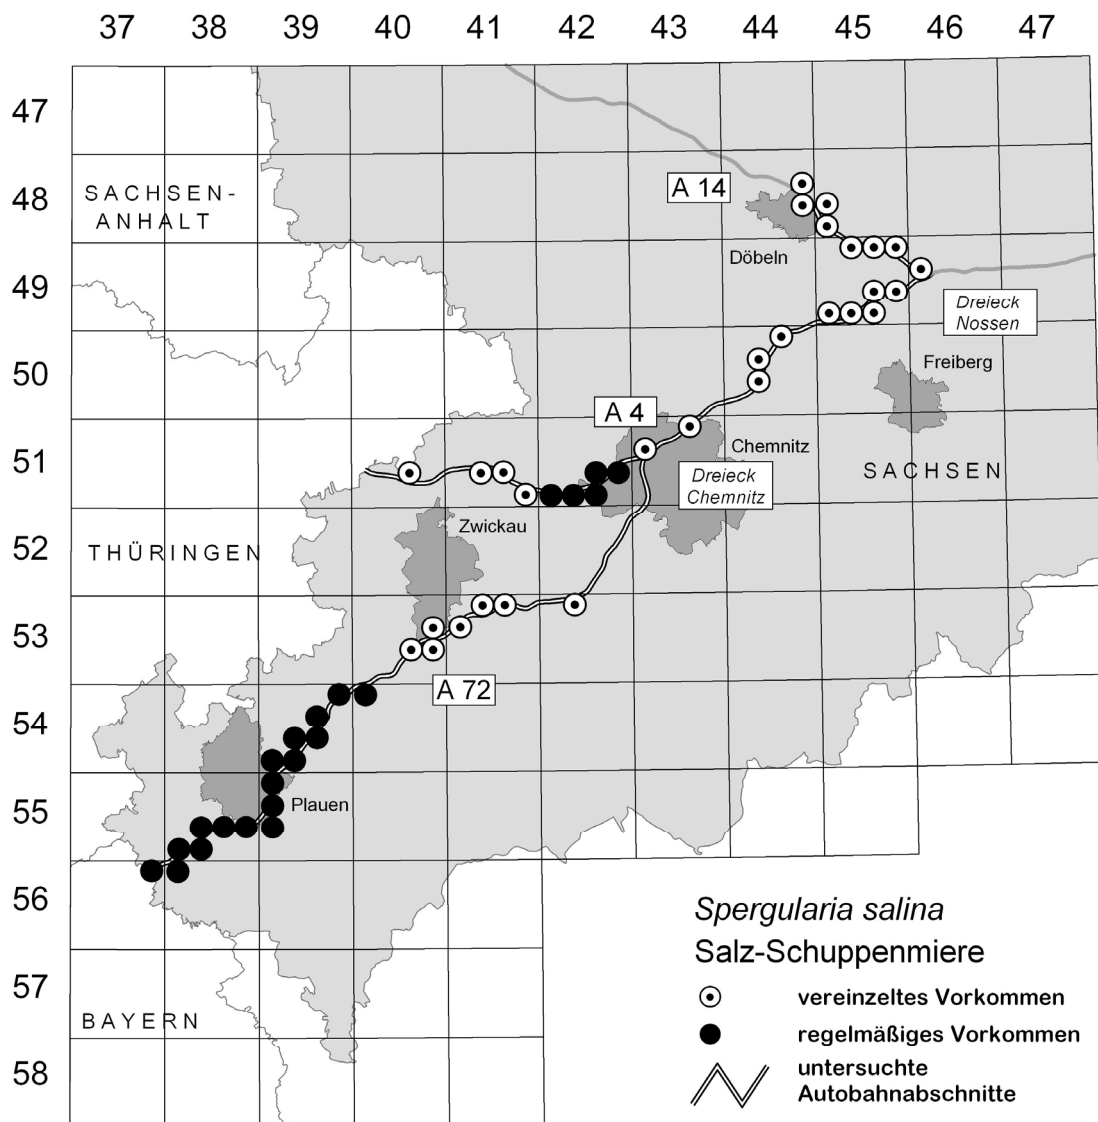 37 38 39 40 41 42 43 44 45 46 47
47
48
49
50
51
52
53
54
55
56
57
58
SACHSEN-
ANHALT
A 14
Döbeln
Dreieck
Nossen
Freiberg
A 4
Chemnitz
Dreieck
Chemnitz
SACHSEN
Zwickau
THÜRINGEN
A 72
Plauen
BAYERN
Spergularia salina
Salz-Schuppenmiere
vereinzeltes Vorkommen
regelmäßiges Vorkommen
untersuchte
Autobahnabschnitte